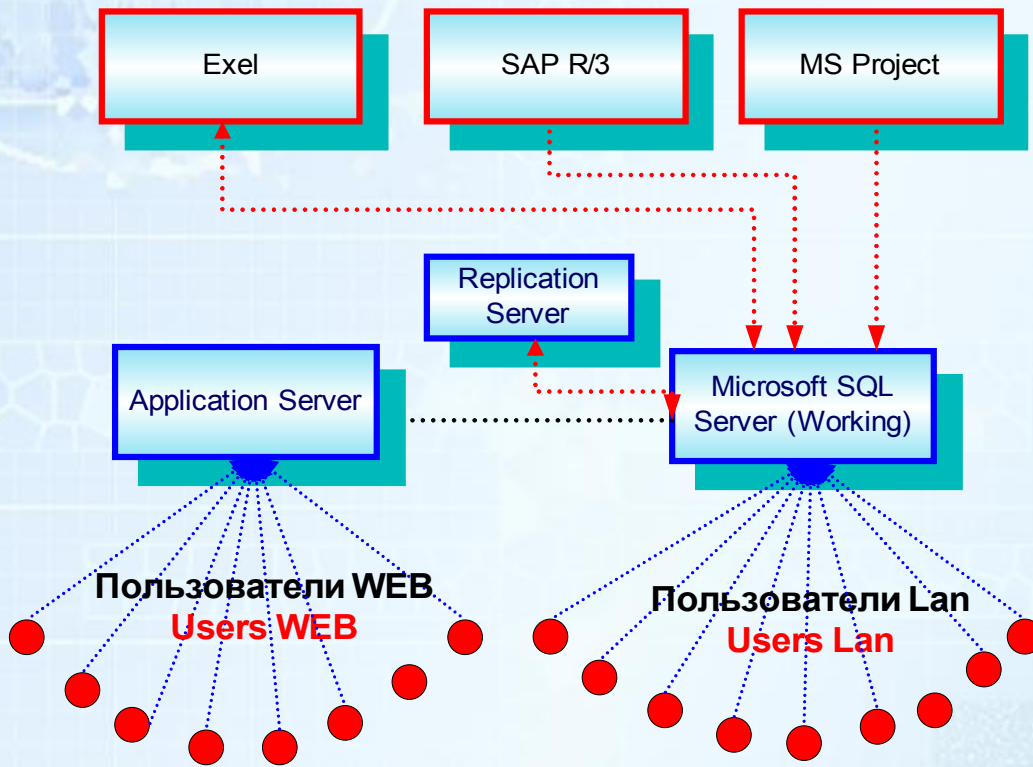 Exel
SAP R/3
MS Project
Replication
Server
Application Server
Microsoft SQL
Server (Working)
Пользователи WEB
Users WEB
Пользователи Lan
Users Lan